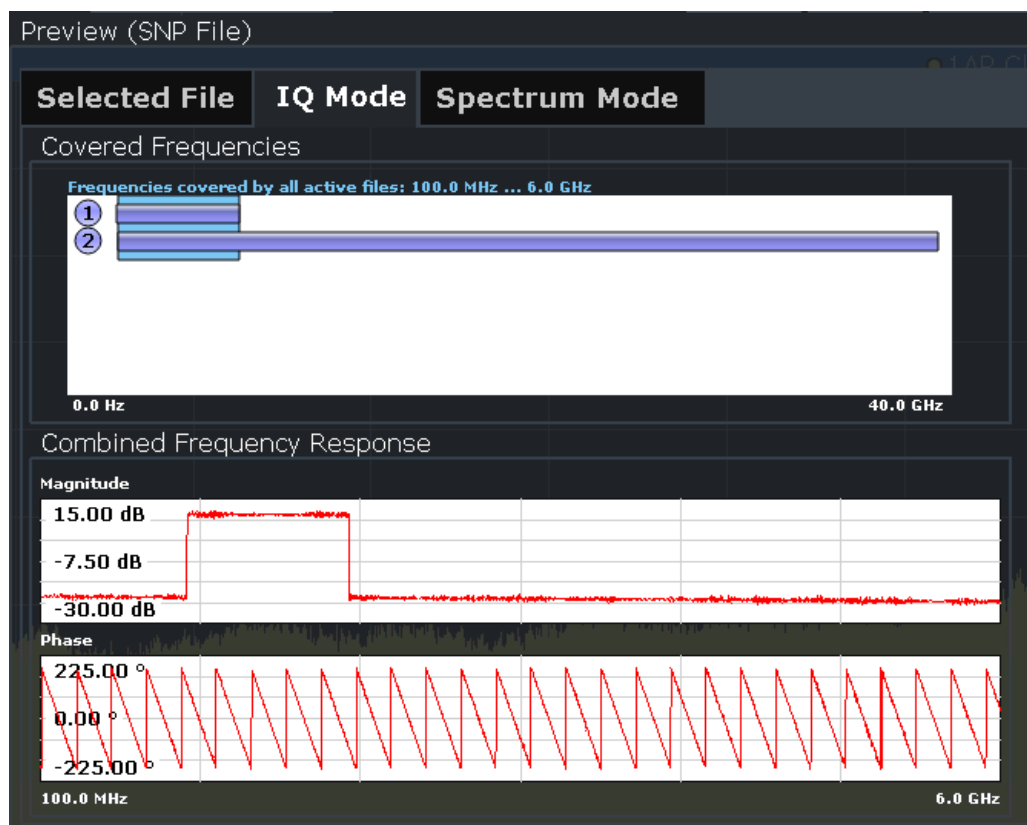 Preview (SNP File)
Selected File IQ Mode Spectrum Mode
Covered Frequencies
Frequencies covered by all active files: 100.0 MHz ... 6.0 GHz
1
2
0.0 Hz 40.0 GHz
Combined Frequency Response
Magnitude
15.00 dB
-7.50 dB
-30.00 dB
Phase
225.00 °
0.00 °
-225.00 °
100.0 MHz 6.0 GHz